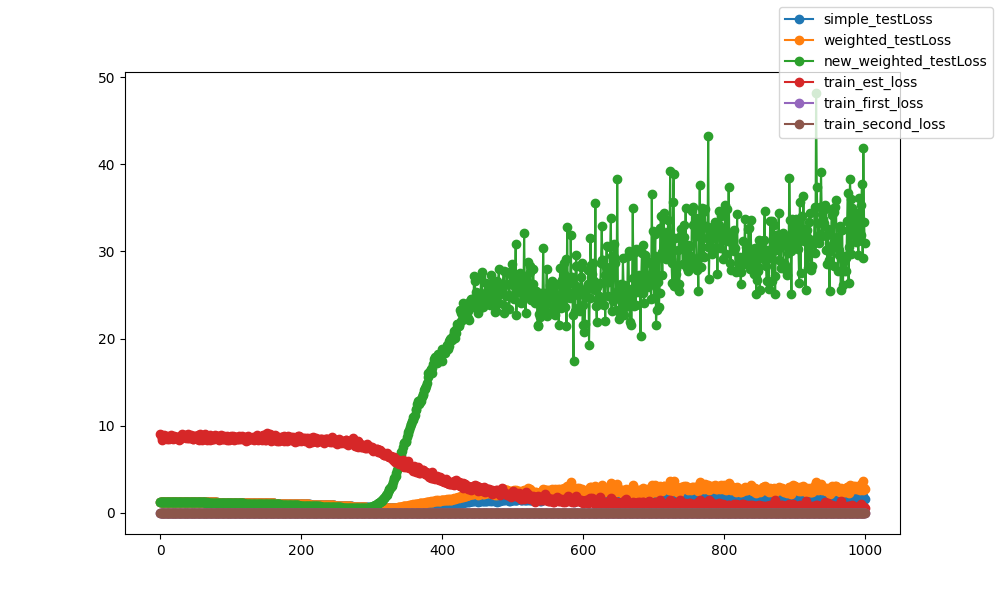 simple_testLoss
weighted_testLoss
new_weighted_testLoss
train_est_loss
train_first_loss
train_second_loss
50
40
30
20
10
0
0 200 400 600 800 1000